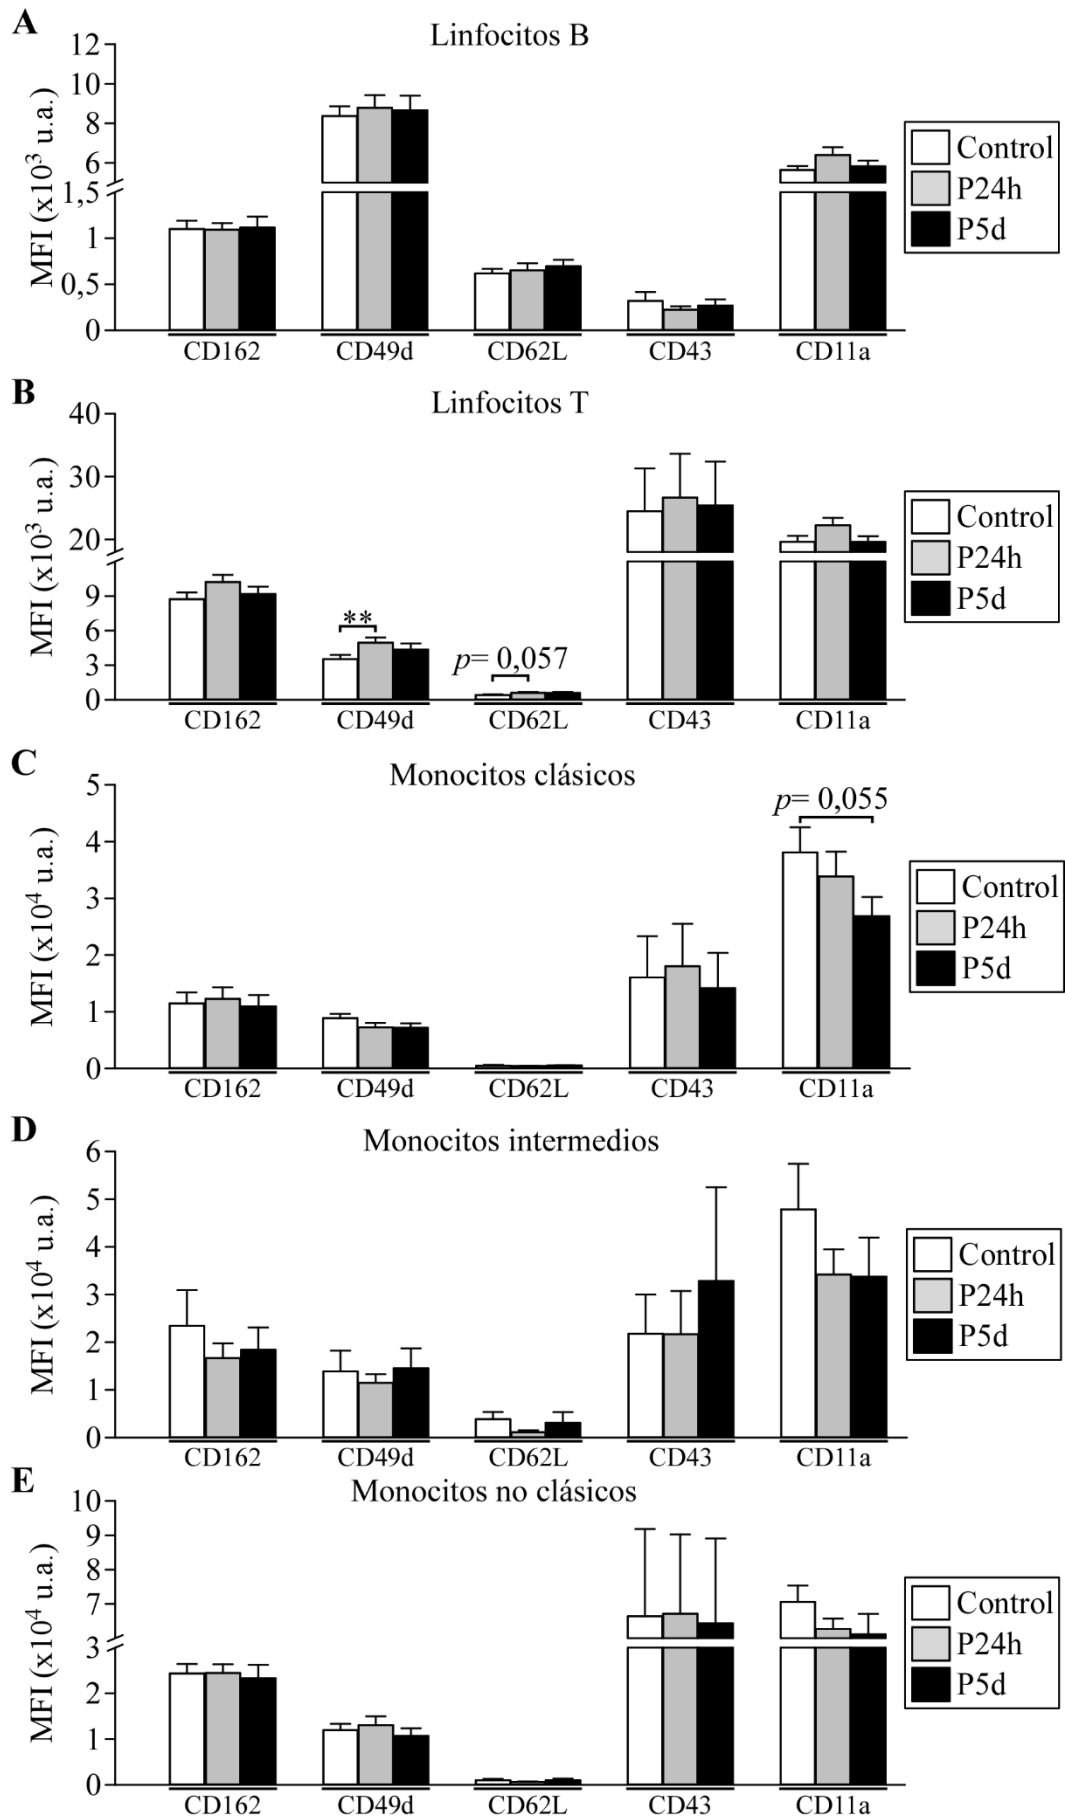 A
Linfocitos B
MFI (x10³ u.a.)
12
10
8
6
1,5
1
0,5
0
CD162 CD49d CD62L CD43 CD11a
Control
P24h
P5d
B
Linfocitos T
MFI (x10³ u.a.)
40
30
20
9
6
3
0
**
p= 0,057
CD162 CD49d CD62L CD43 CD11a
Control
P24h
P5d
C
Monocitos clásicos
MFI (x10⁴ u.a.)
5
4
3
2
1
0
p= 0,055
CD162 CD49d CD62L CD43 CD11a
Control
P24h
P5d
D
Monocitos intermedios
MFI (x10⁴ u.a.)
6
5
4
3
2
1
0
CD162 CD49d CD62L CD43 CD11a
Control
P24h
P5d
E
Monocitos no clásicos
MFI (x10⁴ u.a.)
10
9
8
7
3
3
2
1
0
CD162 CD49d CD62L CD43 CD11a
Control
P24h
P5d